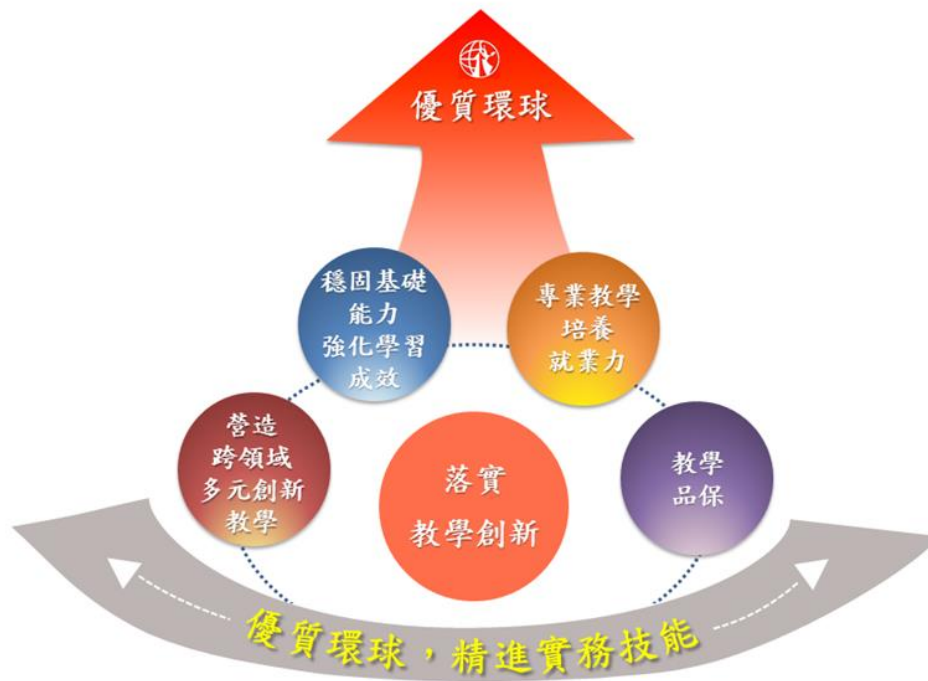 優質環球
穩固基礎
能力
強化學習
成效
專業教學
培養
就業力
營造
跨領域
多元創新
教學
教學
品保
落實
教學創新
優質環球，精進實務技能